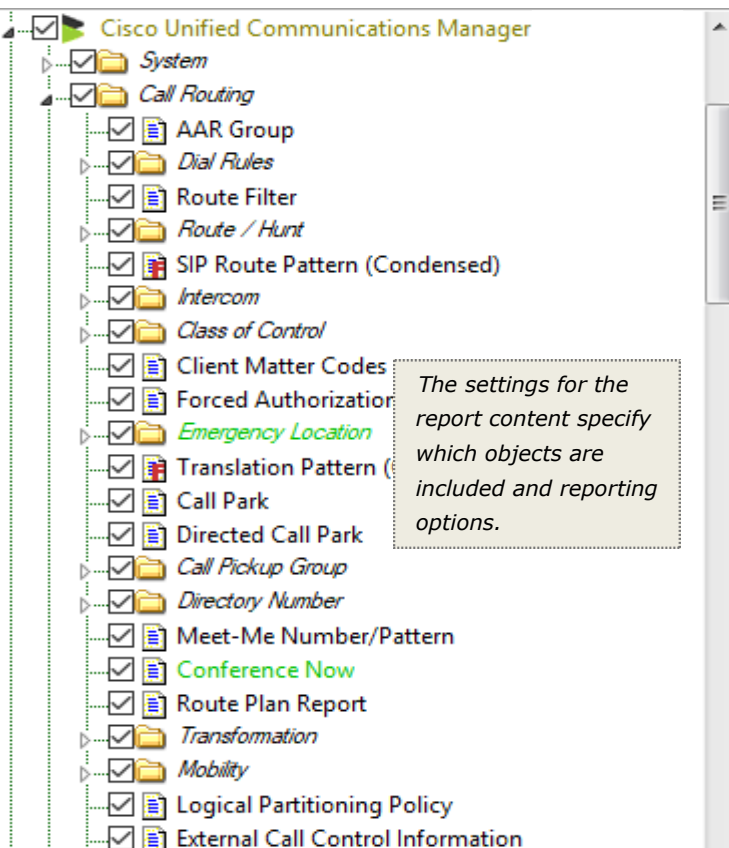 Cisco Unified Communications Manager
System
Call Routing
AAR Group
Dial Rules
Route Filter
Route / Hunt
SIP Route Pattern (Condensed)
Intercom
Class of Control
Client Matter Codes
Forced Authorization
Emergency Location
Translation Pattern (
Call Park
Directed Call Park
Call Pickup Group
Directory Number
Meet-Me Number/Pattern
Conference Now
Route Plan Report
Transformation
Mobility
Logical Partitioning Policy
External Call Control Information
The settings for the
report content specify
which objects are
included and reporting
options.